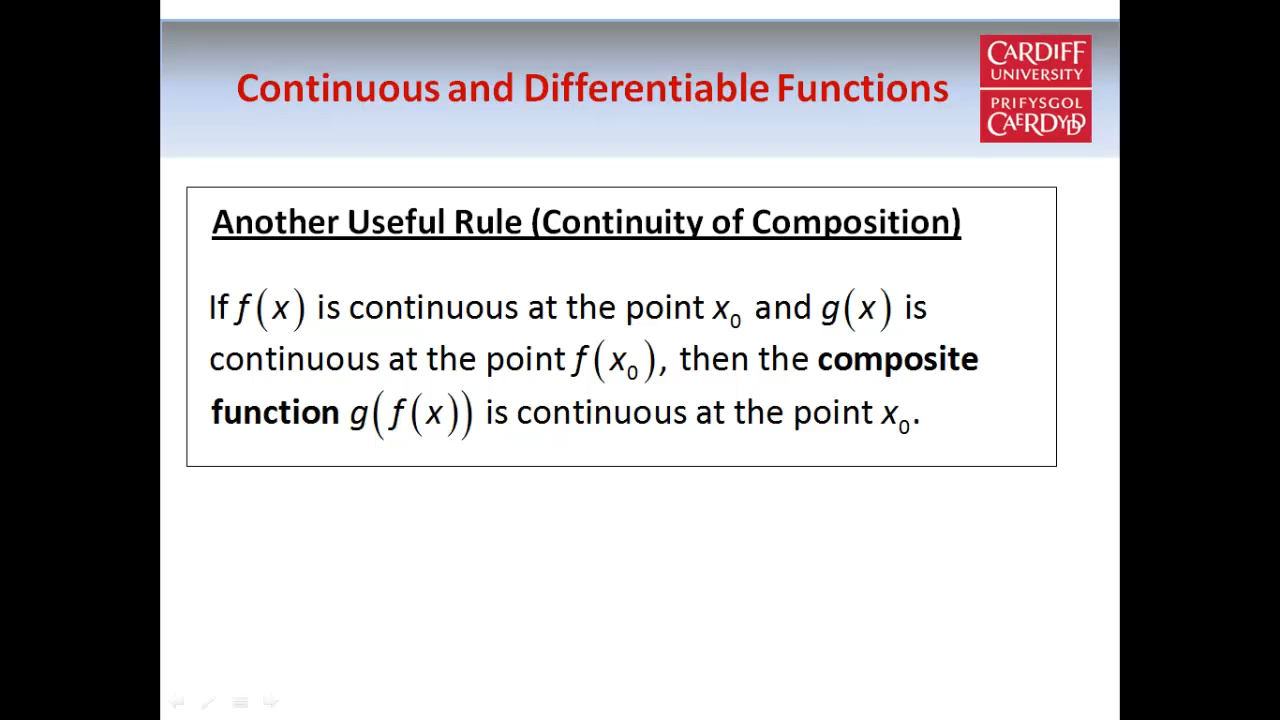 Continuous and Differentiable Functions
CARDIFF
UNIVERSITY
PRIFYSGOL
CAERDYDD
Another Useful Rule (Continuity of Composition)
If f(x) is continuous at the point x₀ and g(x) is
continuous at the point f(x₀), then the composite
function g(f(x)) is continuous at the point x₀.